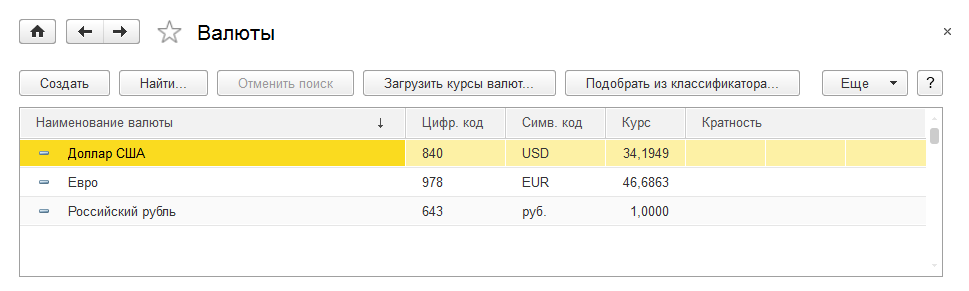 Валюты
Создать Найти... Отменить поиск Загрузить курсы валют... Подобрать из классификатора... Еще ?
Наименование валюты Цифр. код Симв. код Курс Кратность
Доллар США 840 USD 34,1949
Евро 978 EUR 46,6863
Российский рубль 643 руб. 1,0000